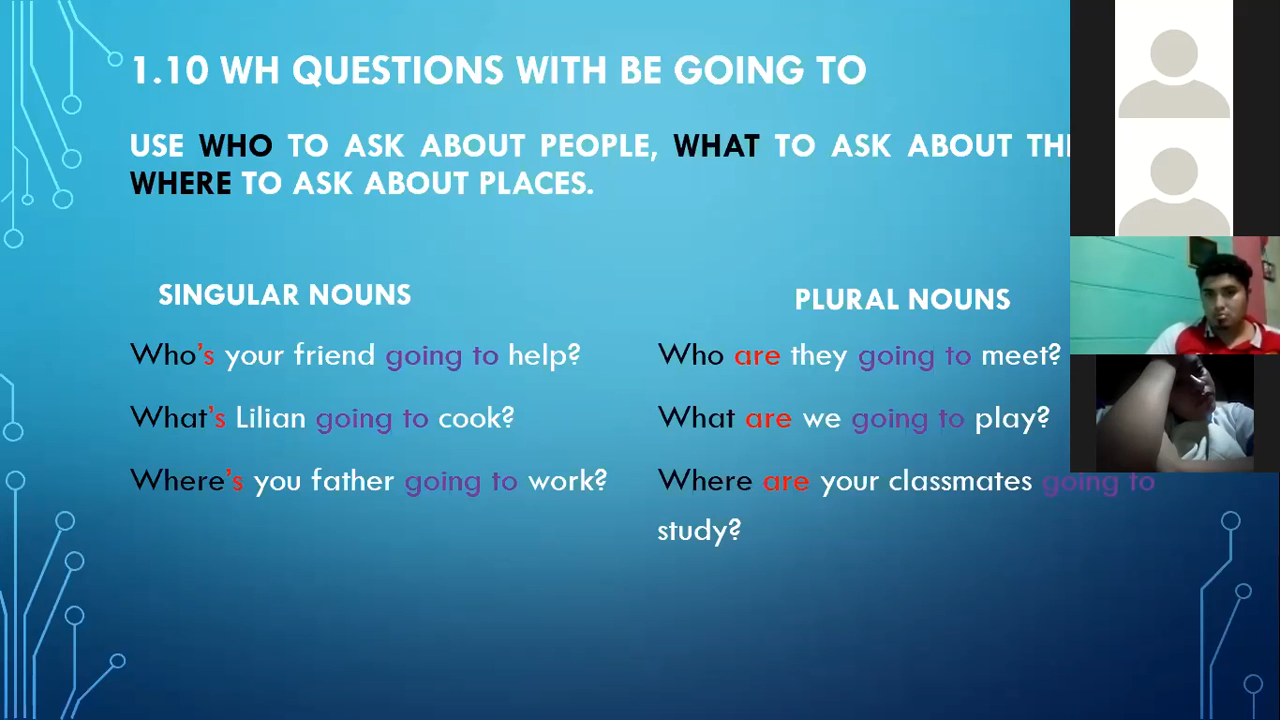 1.10 WH QUESTIONS WITH BE GOING TO
USE WHO TO ASK ABOUT PEOPLE, WHAT TO ASK ABOUT
WHERE TO ASK ABOUT PLACES.
SINGULAR NOUNS
Who's your friend going to help?
What's Lilian going to cook?
Where's you father going to work?
PLURAL NOUNS
Who are they going to meet?
What are we going to play?
Where are your classmates going to
study?